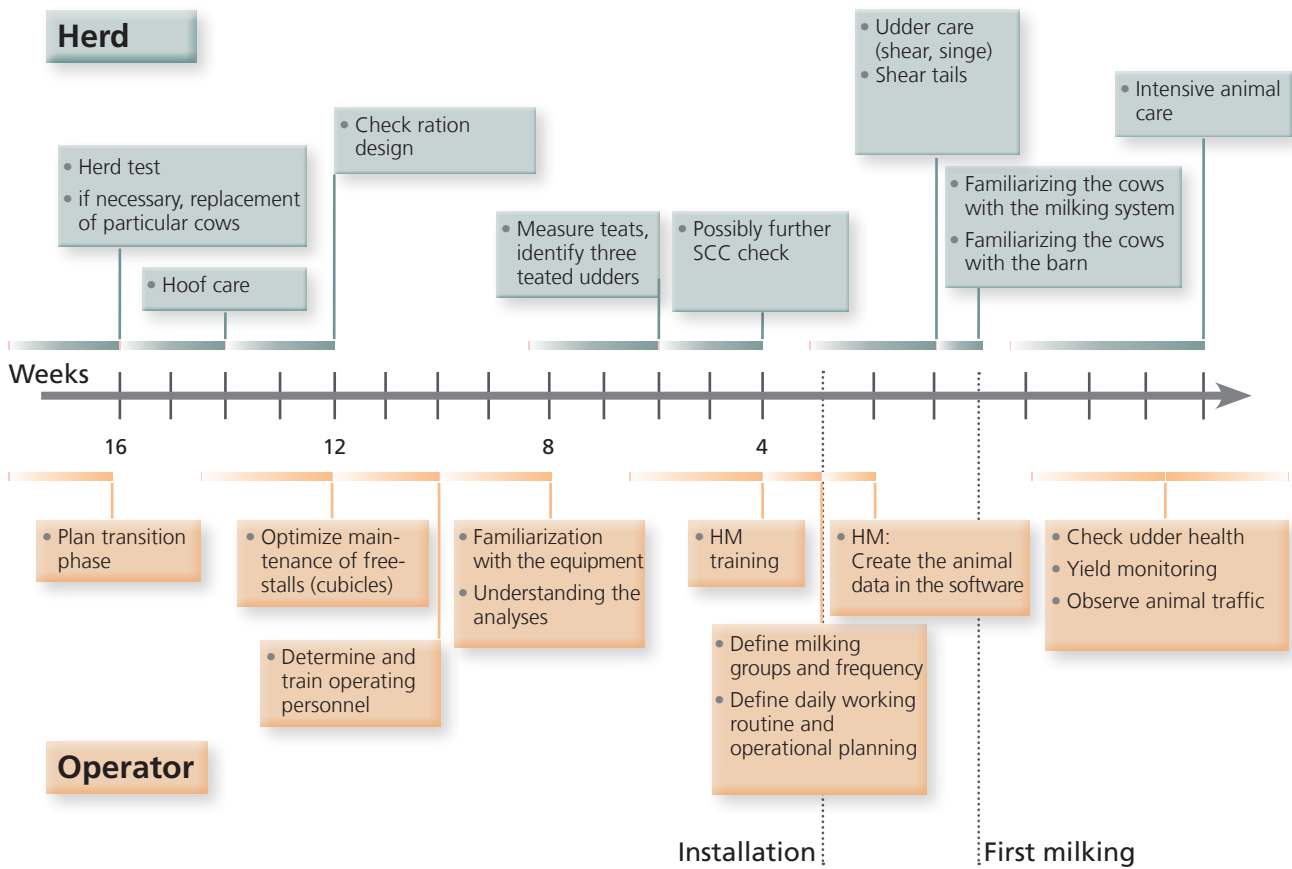 Herd
• Udder care
(shear, singe)
• Shear tails
• Intensive animal
care
• Check ration
design
• Herd test
• if necessary, replacement
of particular cows
• Familiarizing the cows
with the milking system
• Familiarizing the cows
with the barn
• Measure teats,
identify three
teated udders
• Possibly further
SCC check
• Hoof care
Weeks
16
12
8
4
• Plan transition
phase
• Optimize main-
tenance of free-
stalls (cubicles)
• Familiarization
with the equipment
• Understanding the
analyses
• HM
training
• HM:
Create the animal
data in the software
• Check udder health
• Yield monitoring
• Observe animal traffic
• Determine and
train operating
personnel
• Define milking
groups and frequency
• Define daily working
routine and
operational planning
Operator
Installation
First milking